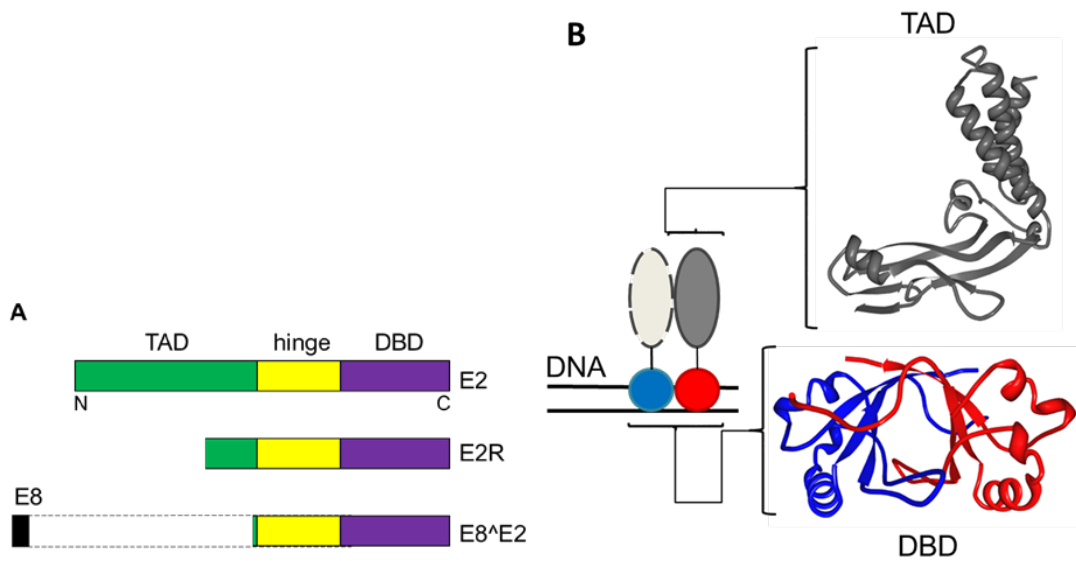 A
TAD hinge DBD
E2
N C
E2R
E8
E8^E2
B
TAD
DNA
DBD